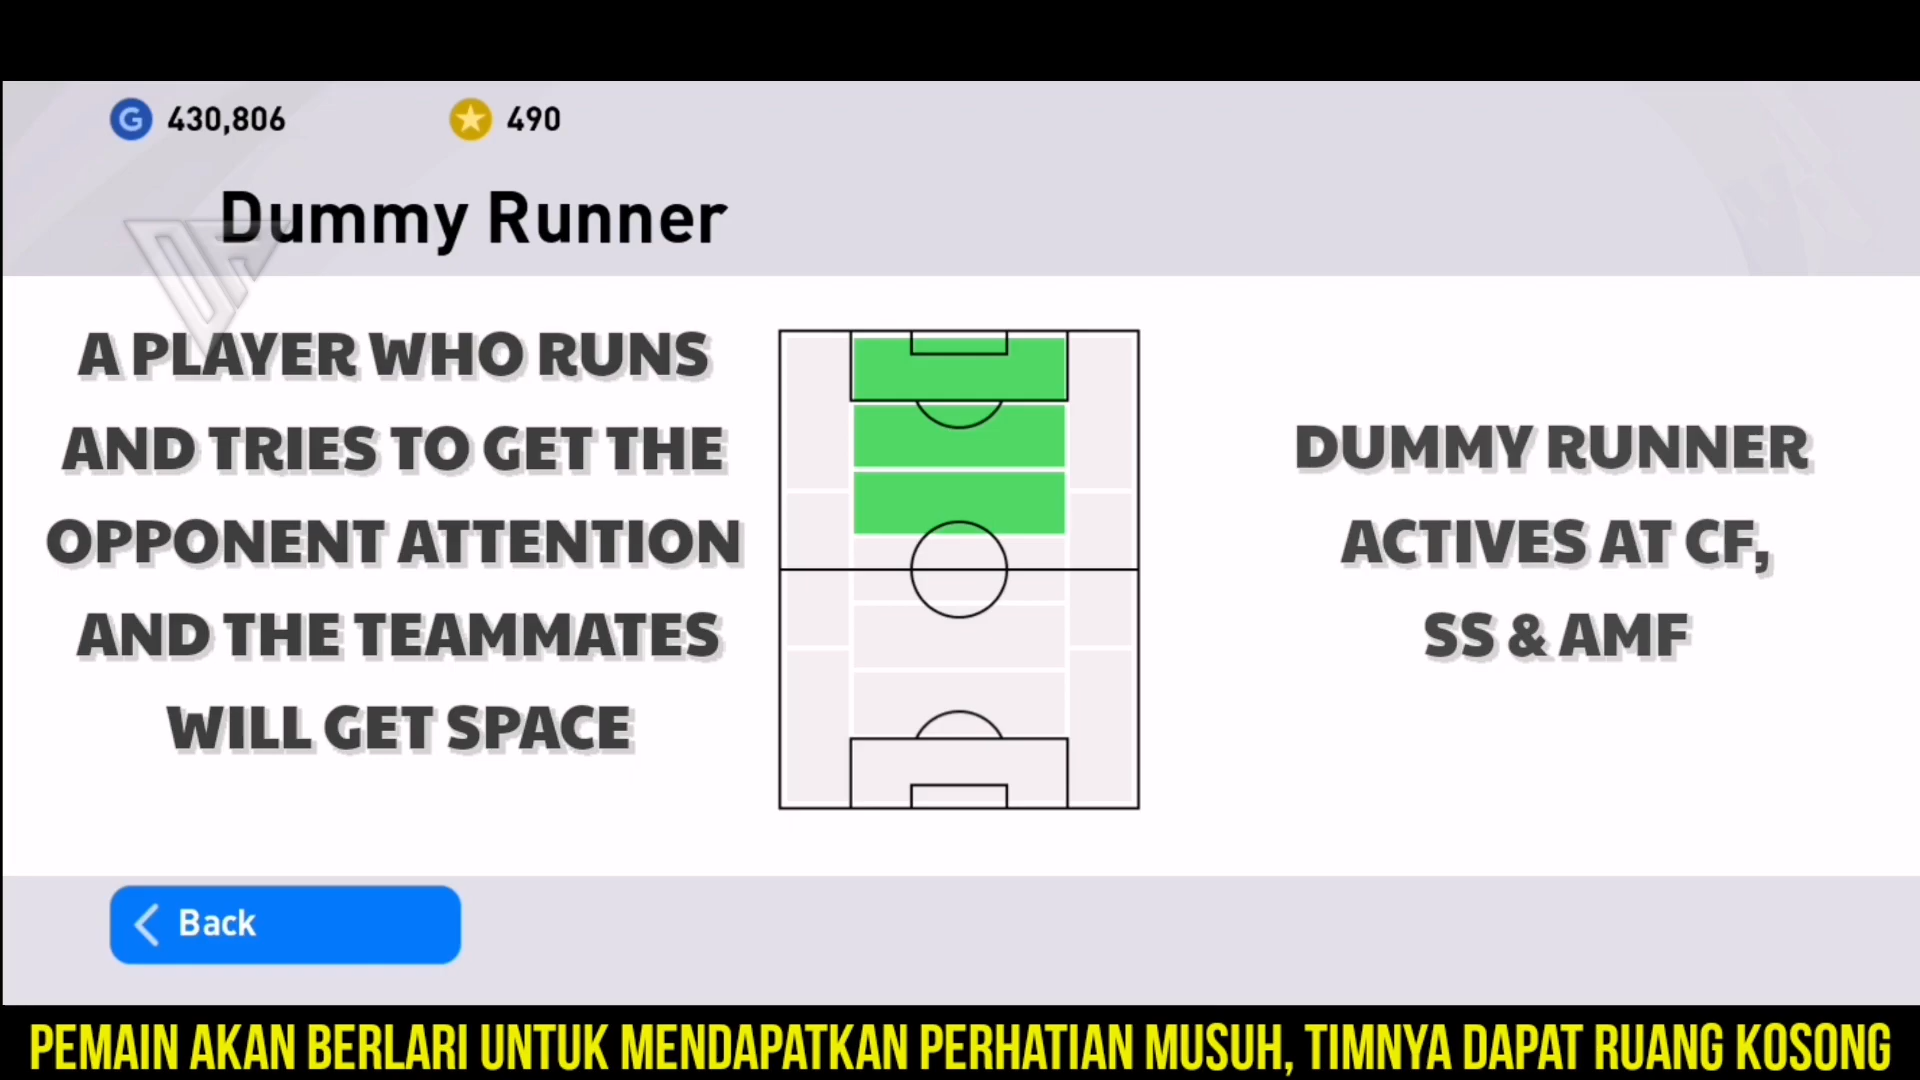 G 430,806 490
Dummy Runner
A PLAYER WHO RUNS
AND TRIES TO GET THE
OPPONENT ATTENTION
AND THE TEAMMATES
WILL GET SPACE
DUMMY RUNNER
ACTIVES AT CF,
SS & AMF
Back
PEMAIN AKAN BERLARI UNTUK MENDAPATKAN PERHATIAN MUSUH, TIMNYA DAPAT RUANG KOSONG